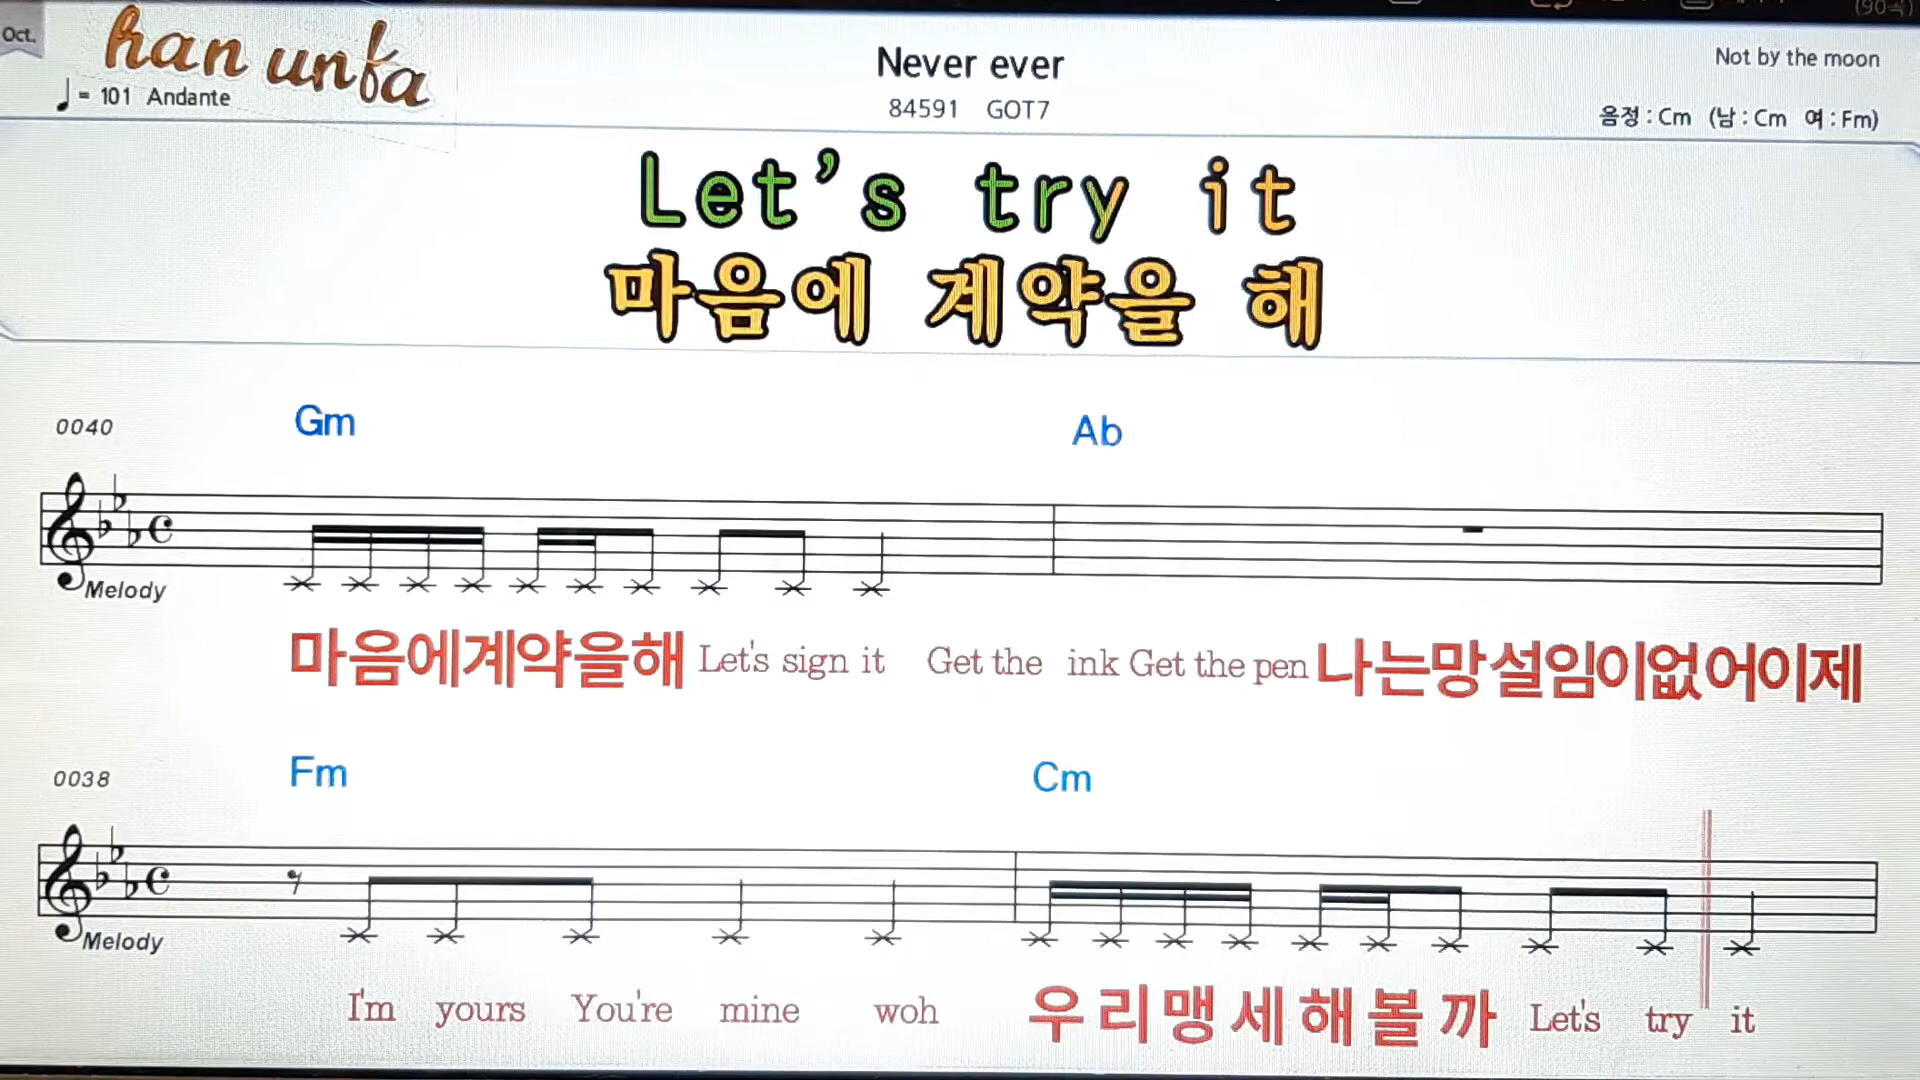 (90식)
Oct.
han unfa
Never ever
Not by the moon
= 101 Andante
84591 GOT7
음정 : Cm (남 : Cm 여 : Fm)
Let's try it
마음에 계약을 해
0040 Gm Ab
Melody
마음에계약을해 Let's sign it Get the ink Get the pen 나는망설임이없어이제
0038 Fm Cm
Melody
I'm yours You're mine woh 우리맹세해볼까 Let's try it